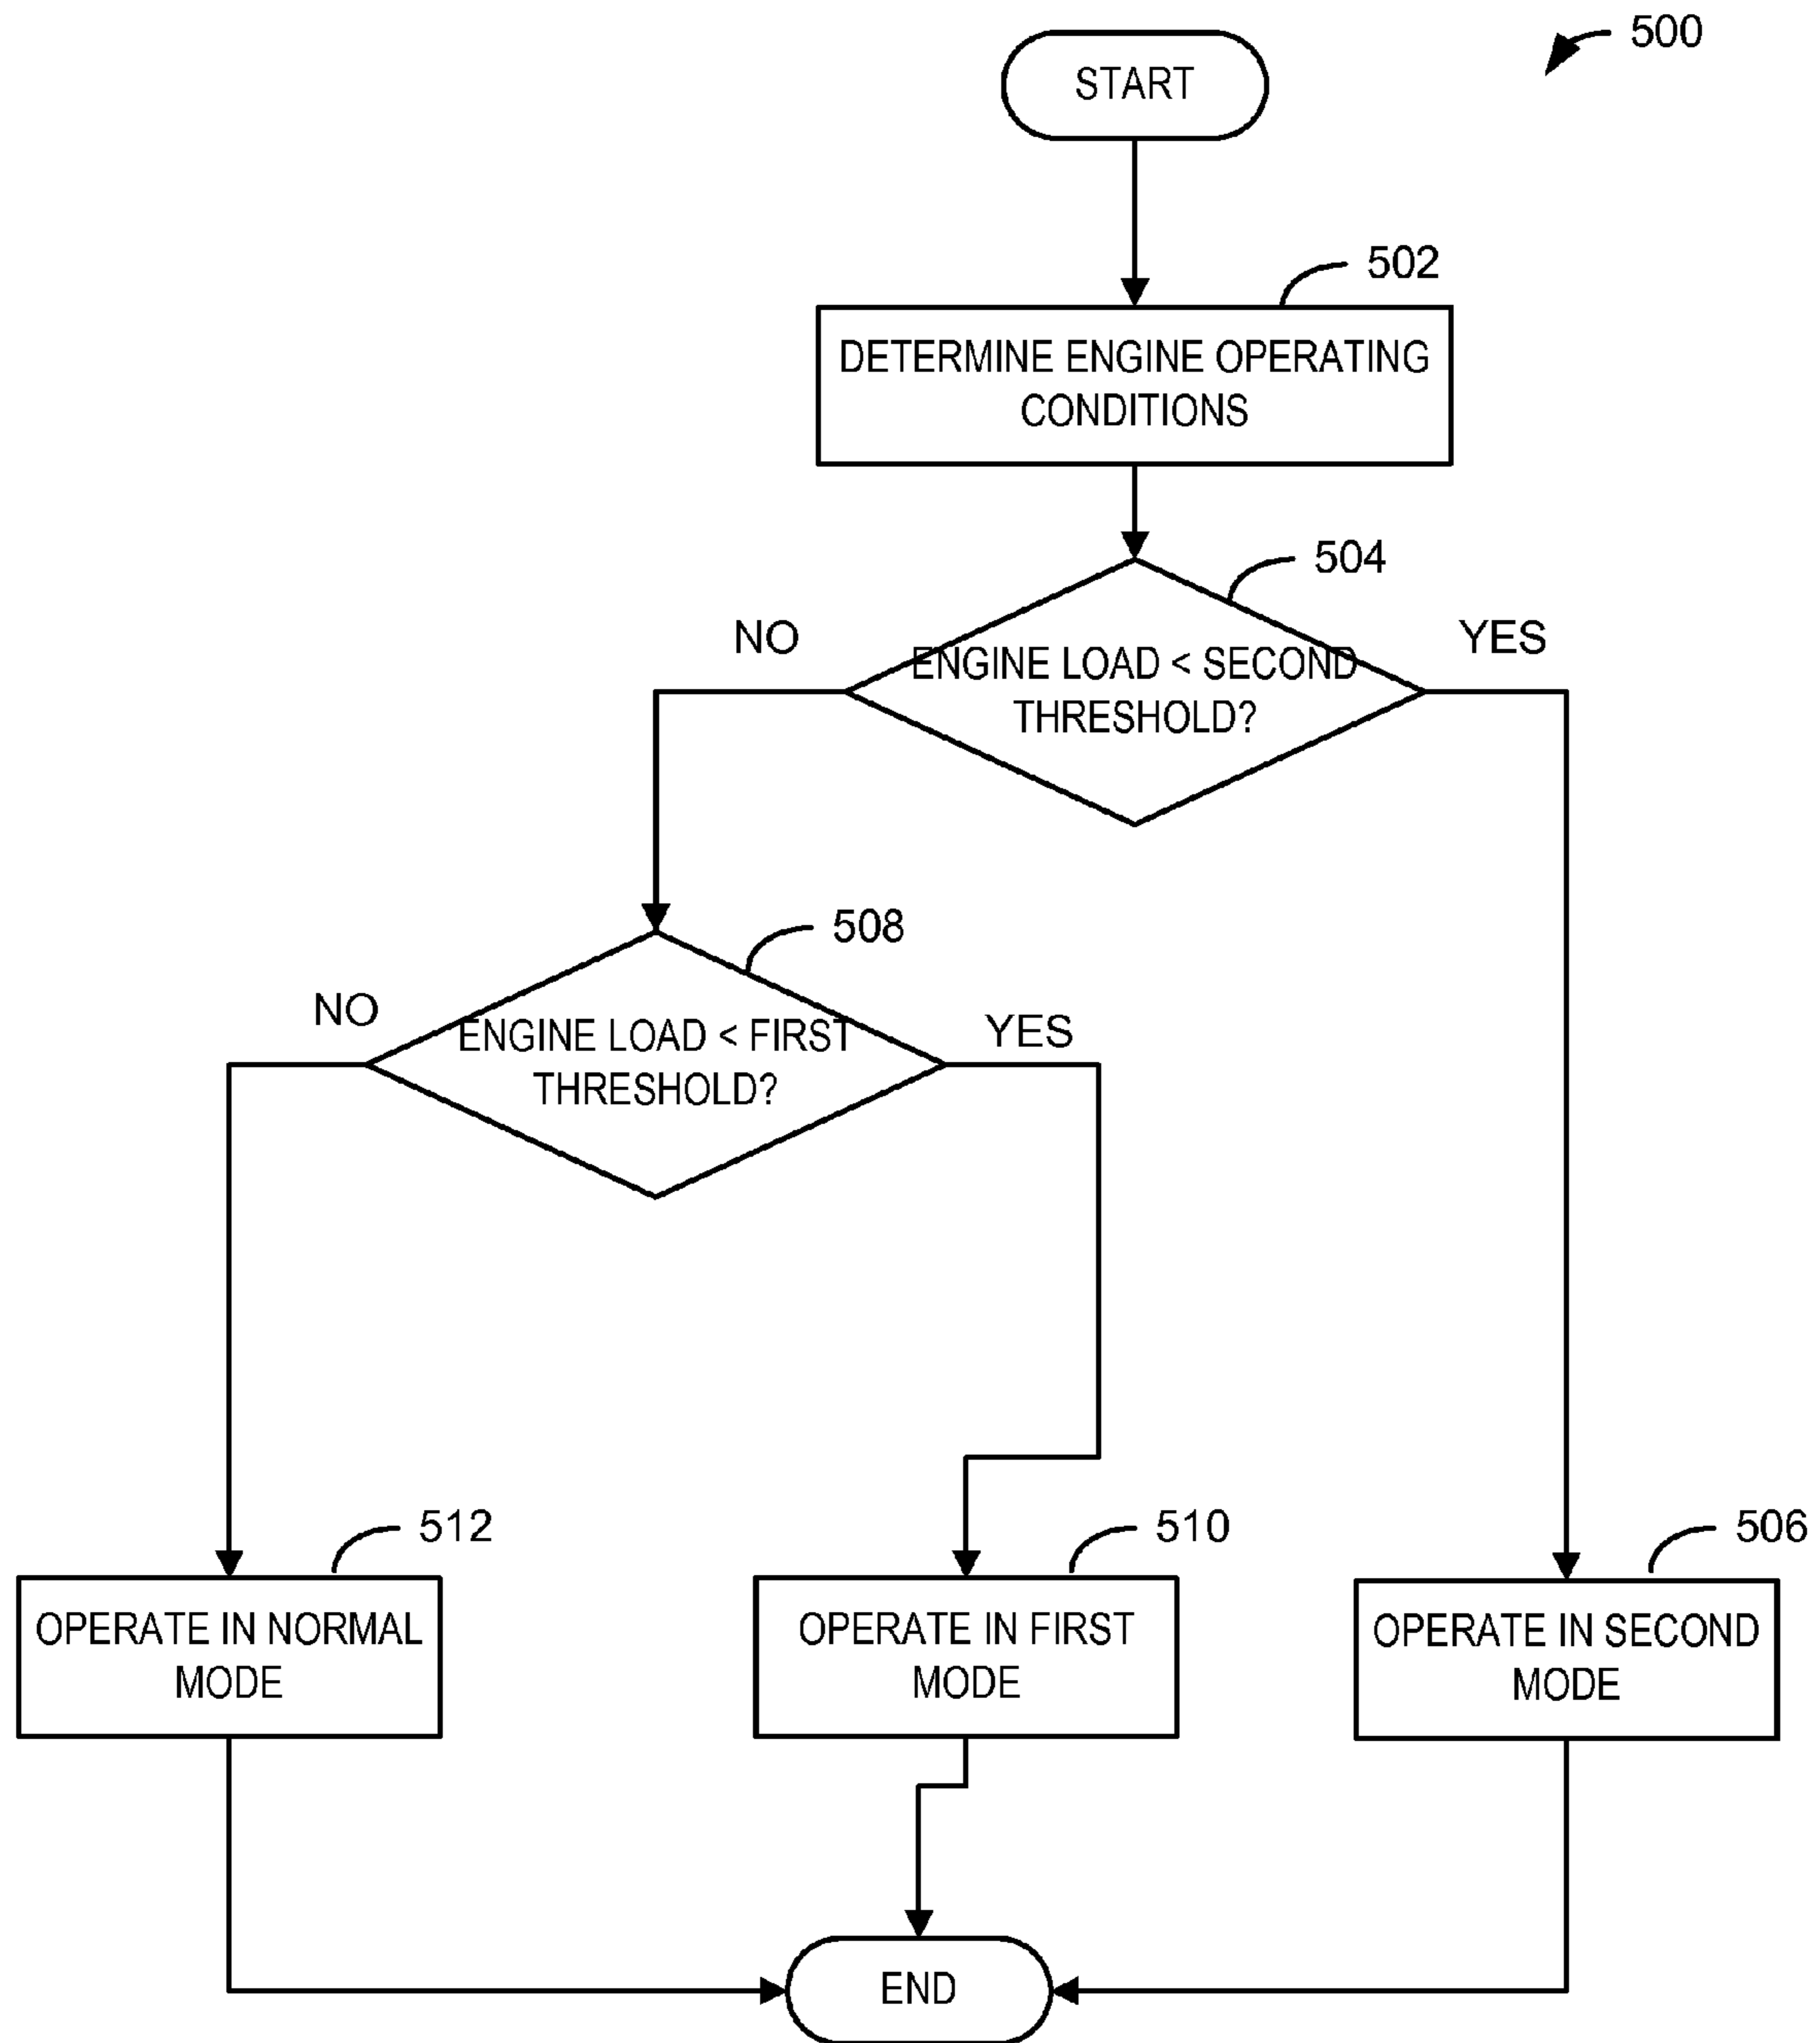 500
START
502
DETERMINE ENGINE OPERATING
CONDITIONS
504
NO
YES
ENGINE LOAD < SECOND
THRESHOLD?
508
NO
YES
ENGINE LOAD < FIRST
THRESHOLD?
512
510
506
OPERATE IN NORMAL
MODE
OPERATE IN FIRST
MODE
OPERATE IN SECOND
MODE
END